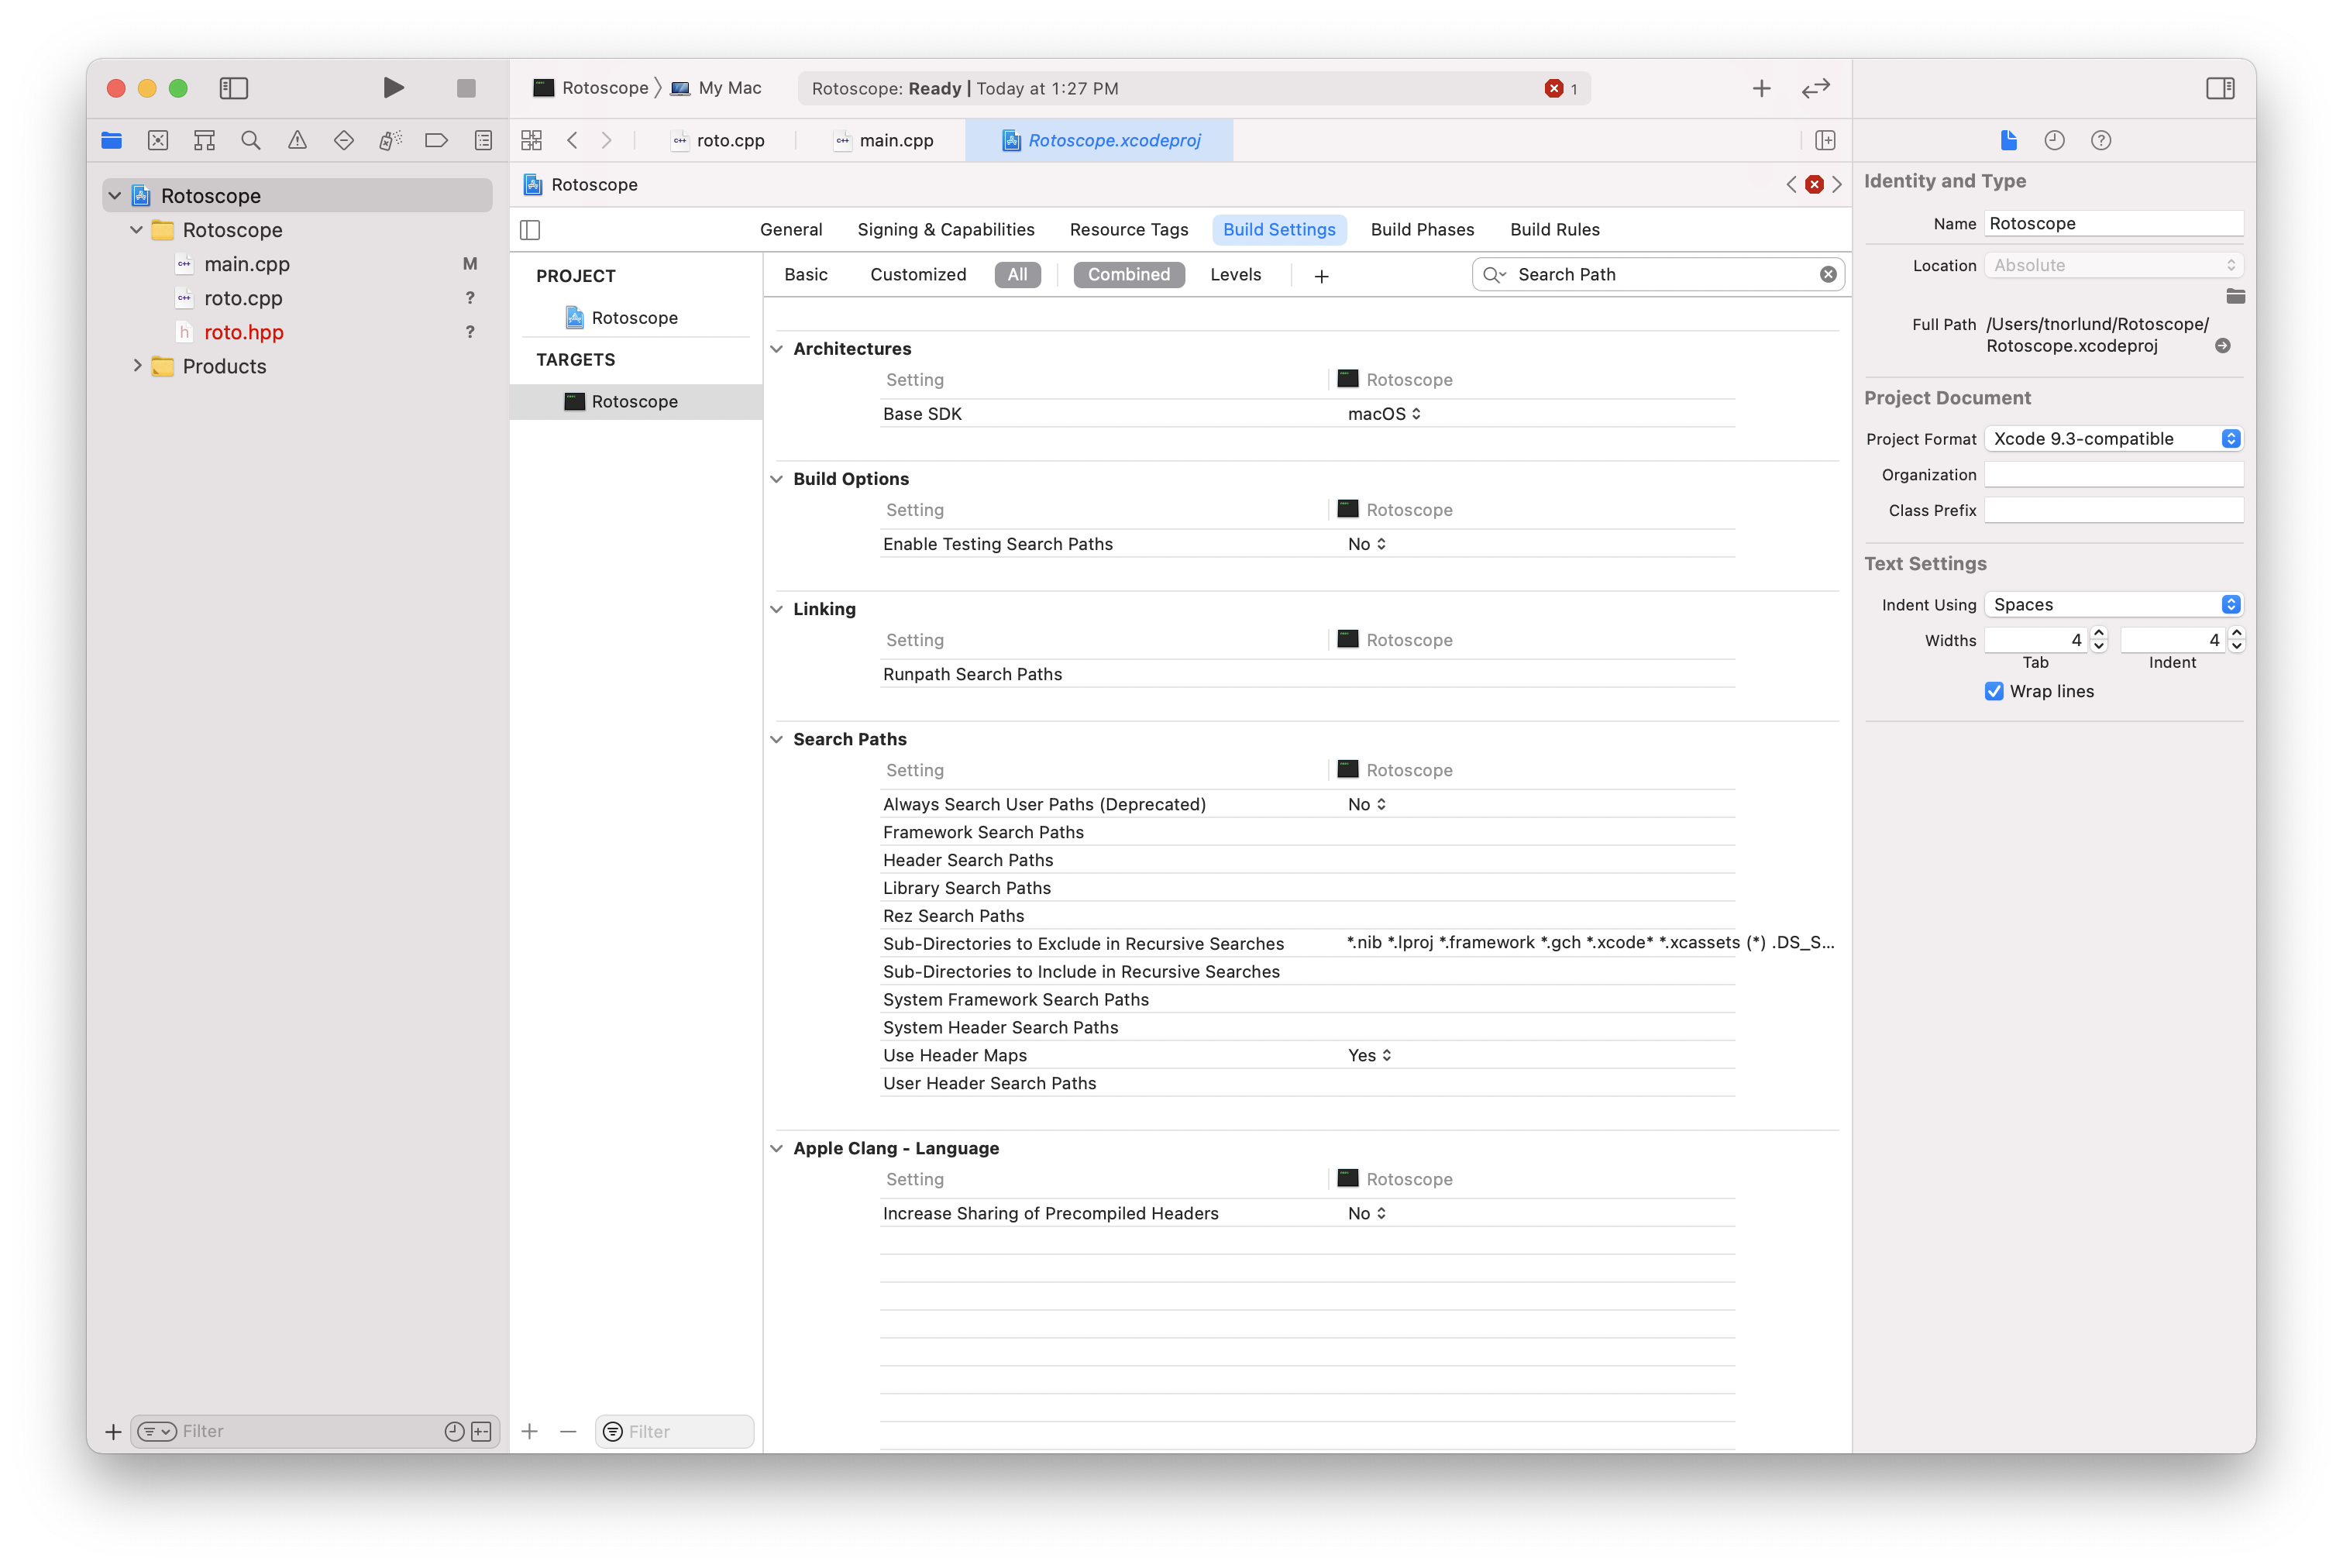 Rotoscope My Mac
Rotoscope: Ready | Today at 1:27 PM
1
roto.cpp
main.cpp
Rotoscope.xcodeproj
Rotoscope
Rotoscope
main.cpp M
roto.cpp ?
h roto.hpp ?
Products
Filter
Rotoscope
General Signing & Capabilities Resource Tags Build Settings Build Phases Build Rules
PROJECT
Rotoscope
TARGETS
Rotoscope
Filter
Basic Customized All Combined Levels
Search Path
Architectures
Setting Rotoscope
Base SDK macOS
Build Options
Setting Rotoscope
Enable Testing Search Paths No
Linking
Setting Rotoscope
Runpath Search Paths
Search Paths
Setting Rotoscope
Always Search User Paths (Deprecated) No
Framework Search Paths
Header Search Paths
Library Search Paths
Rez Search Paths
Sub-Directories to Exclude in Recursive Searches *.nib *.lproj *.framework *.gch *.xcode* *.xcassets (*) .DS_S...
Sub-Directories to Include in Recursive Searches
System Framework Search Paths
System Header Search Paths
Use Header Maps Yes
User Header Search Paths
Apple Clang - Language
Setting Rotoscope
Increase Sharing of Precompiled Headers No
Identity and Type
Name Rotoscope
Location Absolute
Full Path /Users/tnorlund/Rotoscope/
Rotoscope.xcodeproj
Project Document
Project Format Xcode 9.3-compatible
Organization
Class Prefix
Text Settings
Indent Using Spaces
Widths 4 4
Tab Indent
Wrap lines